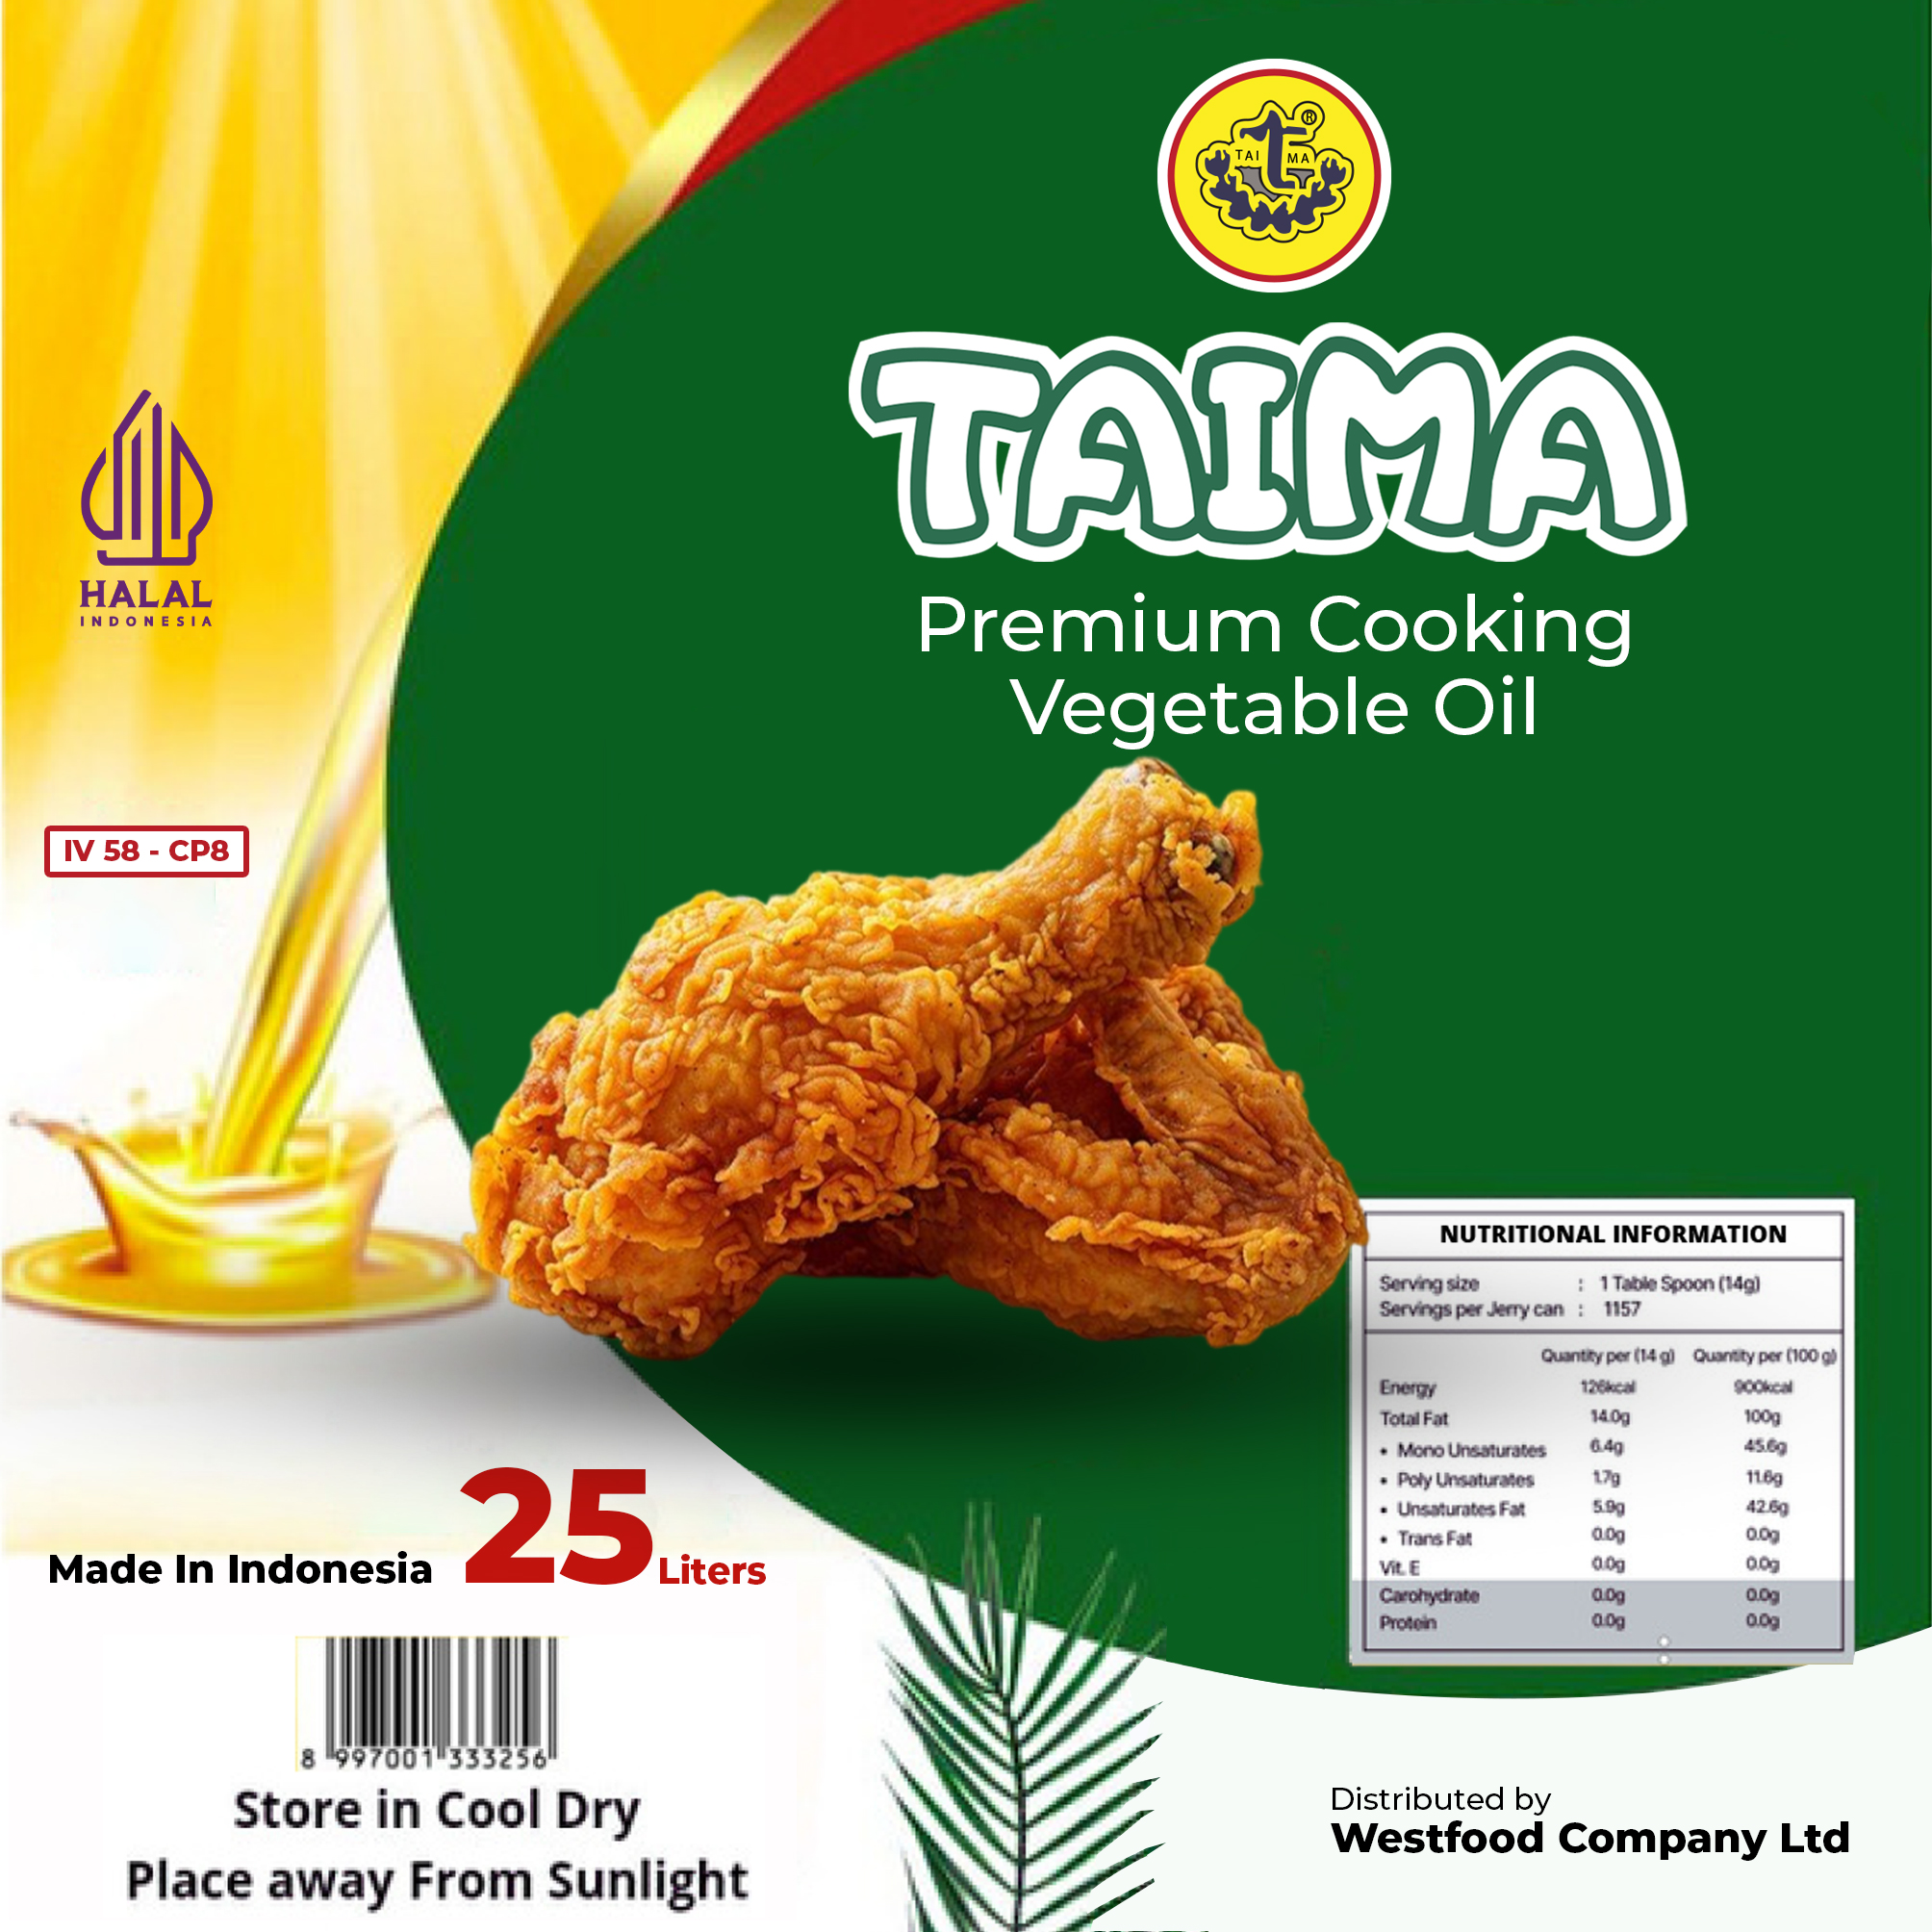 TAI MA
®
TAIMA
Premium Cooking
Vegetable Oil
HALAL
INDONESIA
IV 58 - CP8
NUTRITIONAL INFORMATION
Serving size : 1 Table Spoon (14g)
Servings per Jerry can : 1157
Quantity per (14 g) Quantity per (100 g)
Energy 126kcal 900kcal
Total Fat 14.0g 100g
• Mono Unsaturates 6.4g 45.6g
• Poly Unsaturates 1.7g 11.6g
• Unsaturates Fat 5.9g 42.6g
• Trans Fat 0.0g 0.0g
Vit. E 0.0g 0.0g
Carohydrate 0.0g 0.0g
Protein 0.0g 0.0g
Made In Indonesia 25 Liters
8 997001 333256
Store in Cool Dry
Place away From Sunlight
Distributed by
Westfood Company Ltd